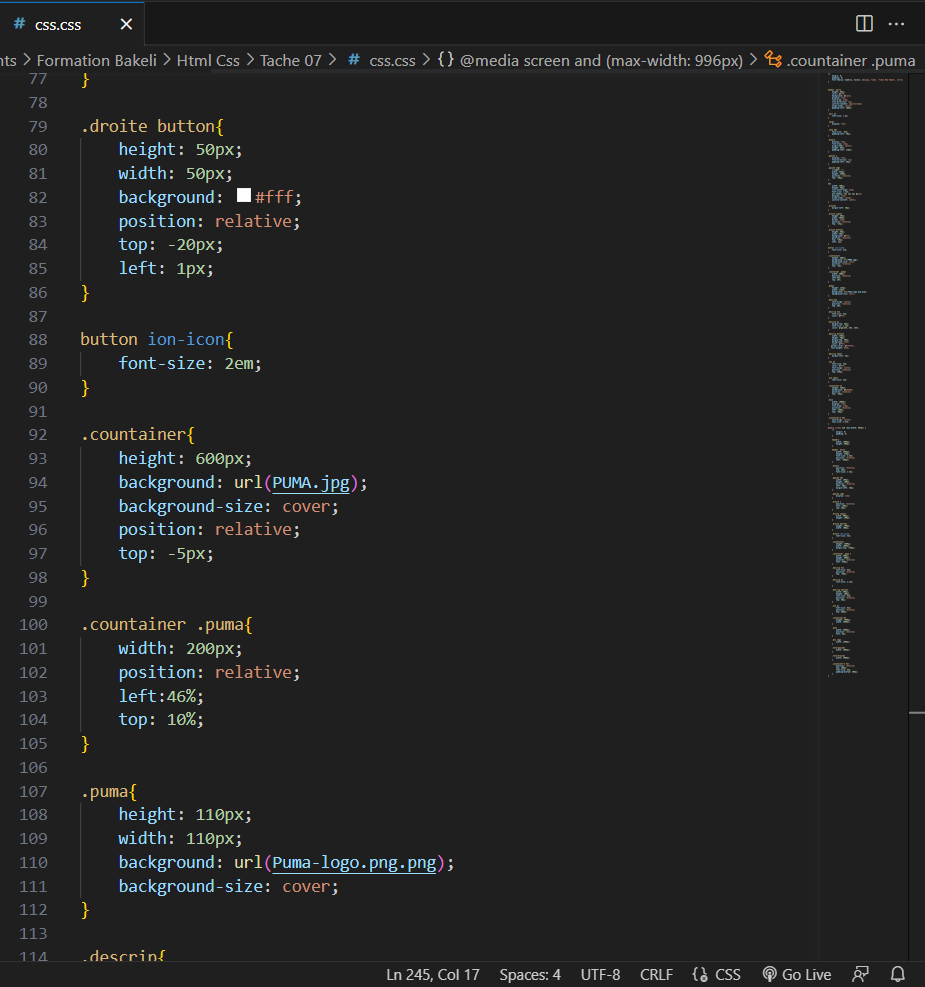 # css.css ×
nts > Formation Bakeli > Html Css > Tache 07 > # css.css > {} @media screen and (max-width: 996px) > .countainer .puma
77 }
78
79 .droite button{
80 height: 50px;
81 width: 50px;
82 background: #fff;
83 position: relative;
84 top: -20px;
85 left: 1px;
86 }
87
88 button ion-icon{
89 font-size: 2em;
90 }
91
92 .countainer{
93 height: 600px;
94 background: url(PUMA.jpg);
95 background-size: cover;
96 position: relative;
97 top: -5px;
98 }
99
100 .countainer .puma{
101 width: 200px;
102 position: relative;
103 left:46%;
104 top: 10%;
105 }
106
107 .puma{
108 height: 110px;
109 width: 110px;
110 background: url(Puma-logo.png.png);
111 background-size: cover;
112 }
113
114 .descrip{
Ln 245, Col 17 Spaces: 4 UTF-8 CRLF {} CSS Go Live